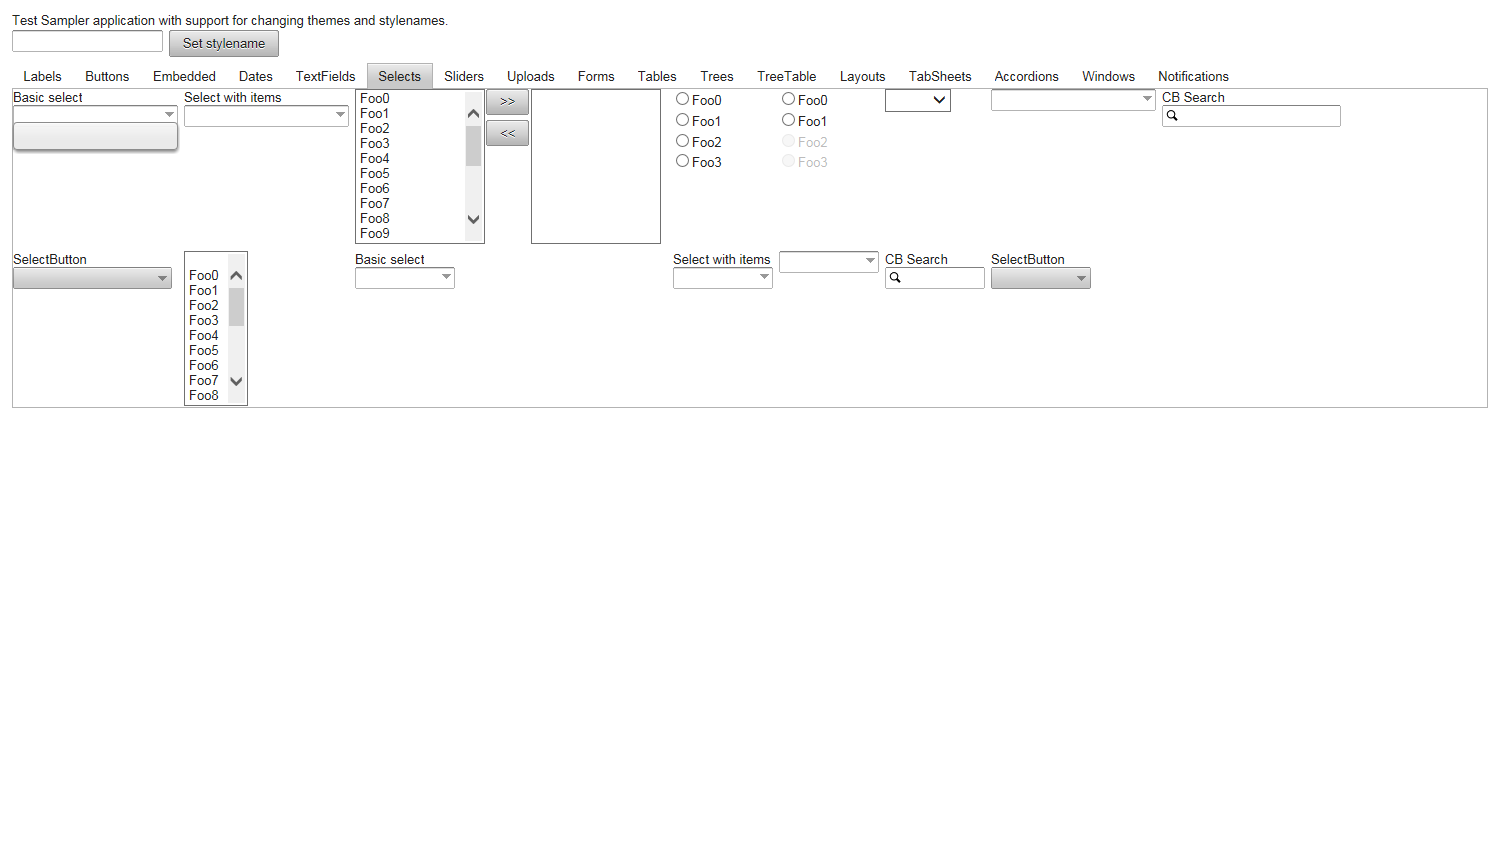 Test Sampler application with support for changing themes and stylenames.
Set stylename
Labels Buttons Embedded Dates TextFields Selects Sliders Uploads Forms Tables Trees TreeTable Layouts TabSheets Accordions Windows Notifications
Basic select
Select with items
Foo0
Foo1
Foo2
Foo3
Foo4
Foo5
Foo6
Foo7
Foo8
Foo9
>>
<<
Foo0
Foo1
Foo2
Foo3
Foo0
Foo1
Foo2
Foo3
CB Search
SelectButton
Foo0
Foo1
Foo2
Foo3
Foo4
Foo5
Foo6
Foo7
Foo8
Basic select
Select with items
CB Search
SelectButton